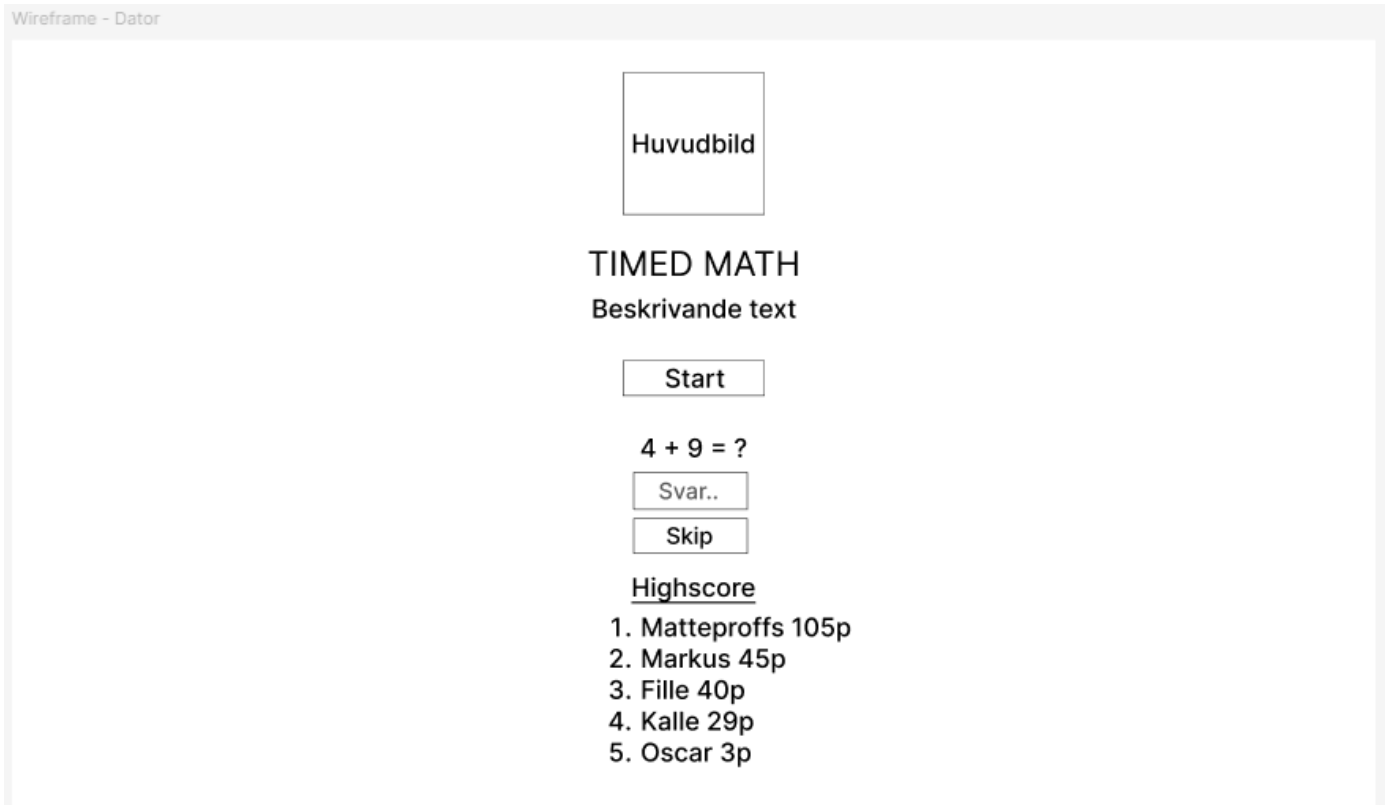 Wireframe - Dator
Huvudbild
TIMED MATH
Beskrivande text
Start
4 + 9 = ?
Svar..
Skip
Highscore
1. Matteproffs 105p
2. Markus 45p
3. Fille 40p
4. Kalle 29p
5. Oscar 3p